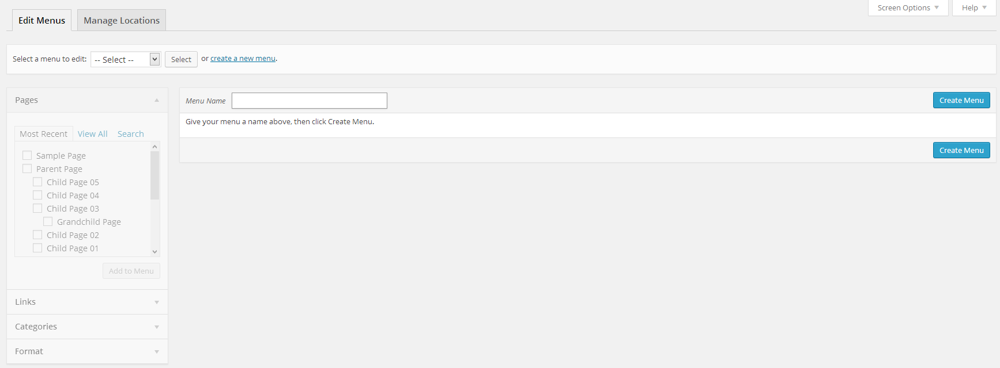 Screen Options
Help
Edit Menus
Manage Locations
Select a menu to edit: -- Select -- Select or create a new menu.
Pages
Most Recent View All Search
Sample Page
Parent Page
Child Page 05
Child Page 04
Child Page 03
Grandchild Page
Child Page 02
Child Page 01
Add to Menu
Links
Categories
Format
Menu Name
Create Menu
Give your menu a name above, then click Create Menu.
Create Menu